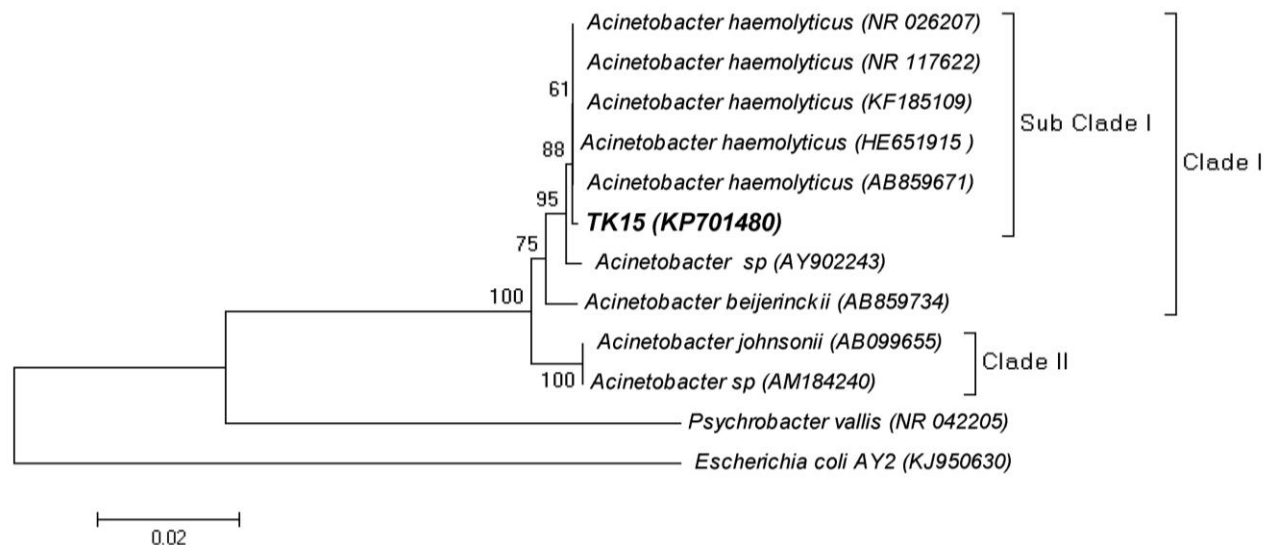 Acinetobacter haemolyticus (NR 026207)
Acinetobacter haemolyticus (NR 117622)
61
Acinetobacter haemolyticus (KF185109)
Sub Clade I
88
Acinetobacter haemolyticus (HE651915 )
Clade I
Acinetobacter haemolyticus (AB859671)
95
TK15 (KP701480)
75
Acinetobacter sp (AY902243)
100
Acinetobacter beijerinckii (AB859734)
Acinetobacter johnsonii (AB099655)
Clade II
100
Acinetobacter sp (AM184240)
Psychrobacter vallis (NR 042205)
Escherichia coli AY2 (KJ950630)
0.02